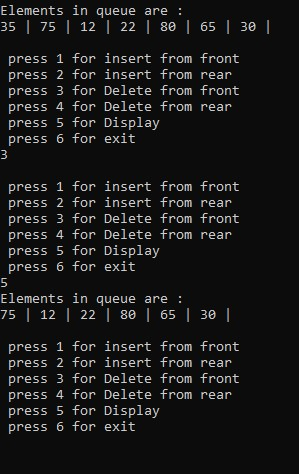 Elements in queue are :
35 | 75 | 12 | 22 | 80 | 65 | 30 |
press 1 for insert from front
press 2 for insert from rear
press 3 for Delete from front
press 4 for Delete from rear
press 5 for Display
press 6 for exit
3
press 1 for insert from front
press 2 for insert from rear
press 3 for Delete from front
press 4 for Delete from rear
press 5 for Display
press 6 for exit
5
Elements in queue are :
75 | 12 | 22 | 80 | 65 | 30 |
press 1 for insert from front
press 2 for insert from rear
press 3 for Delete from front
press 4 for Delete from rear
press 5 for Display
press 6 for exit